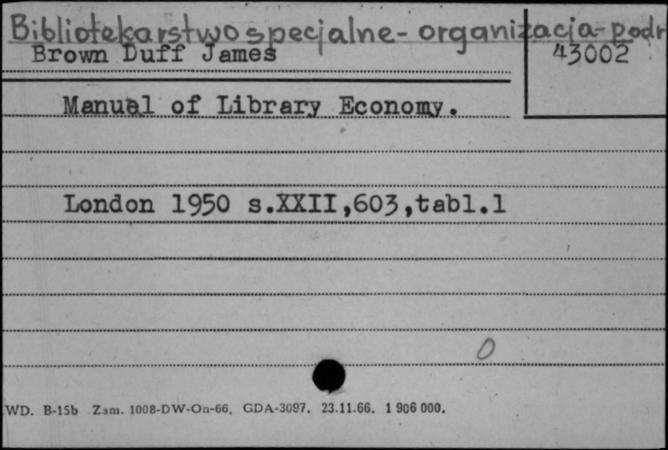 Bibliotekarstwo specjalne - organizacja - podr
Brown Duff James
43002
Manual of Library Economy.
London 1950 s.XXII,603,tabl.1
0
WD. B-15b Zam. 1008-DW-On-66. GDA-3097. 23.11.66. 1 906 000.